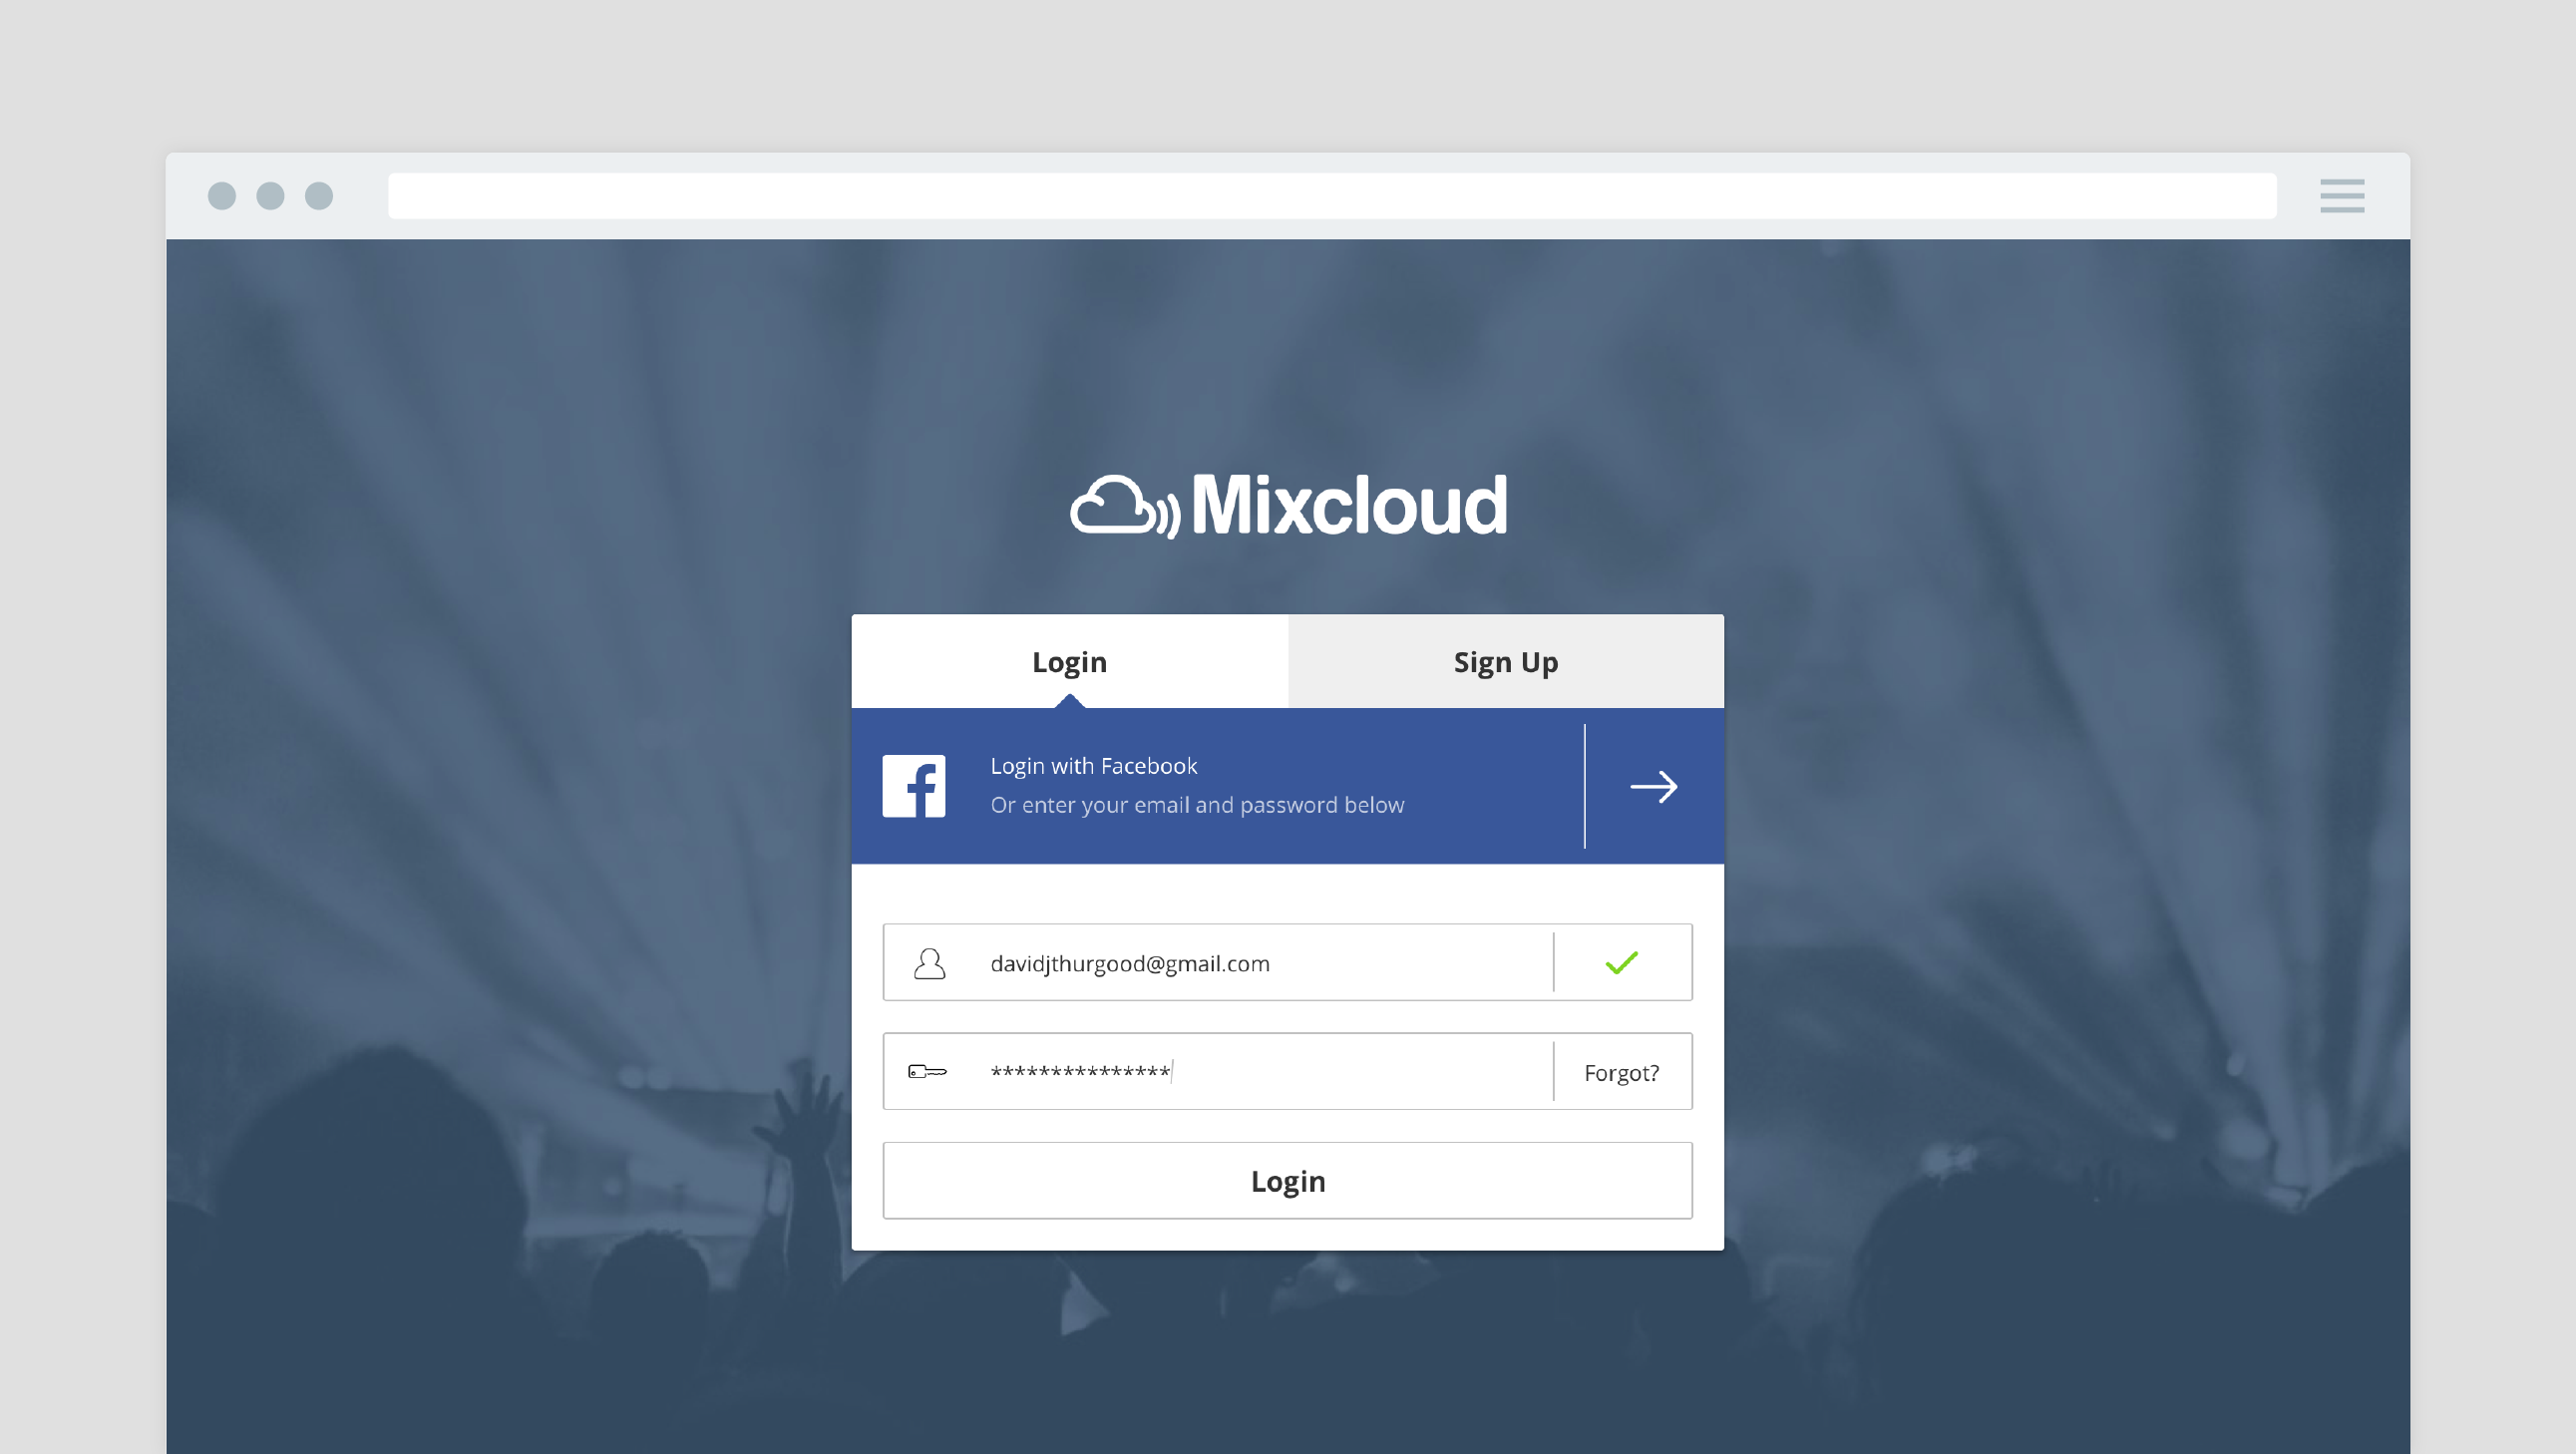 Mixcloud
Login
Sign Up
Login with Facebook
Or enter your email and password below
davidjthurgood@gmail.com
***************
Forgot?
Login